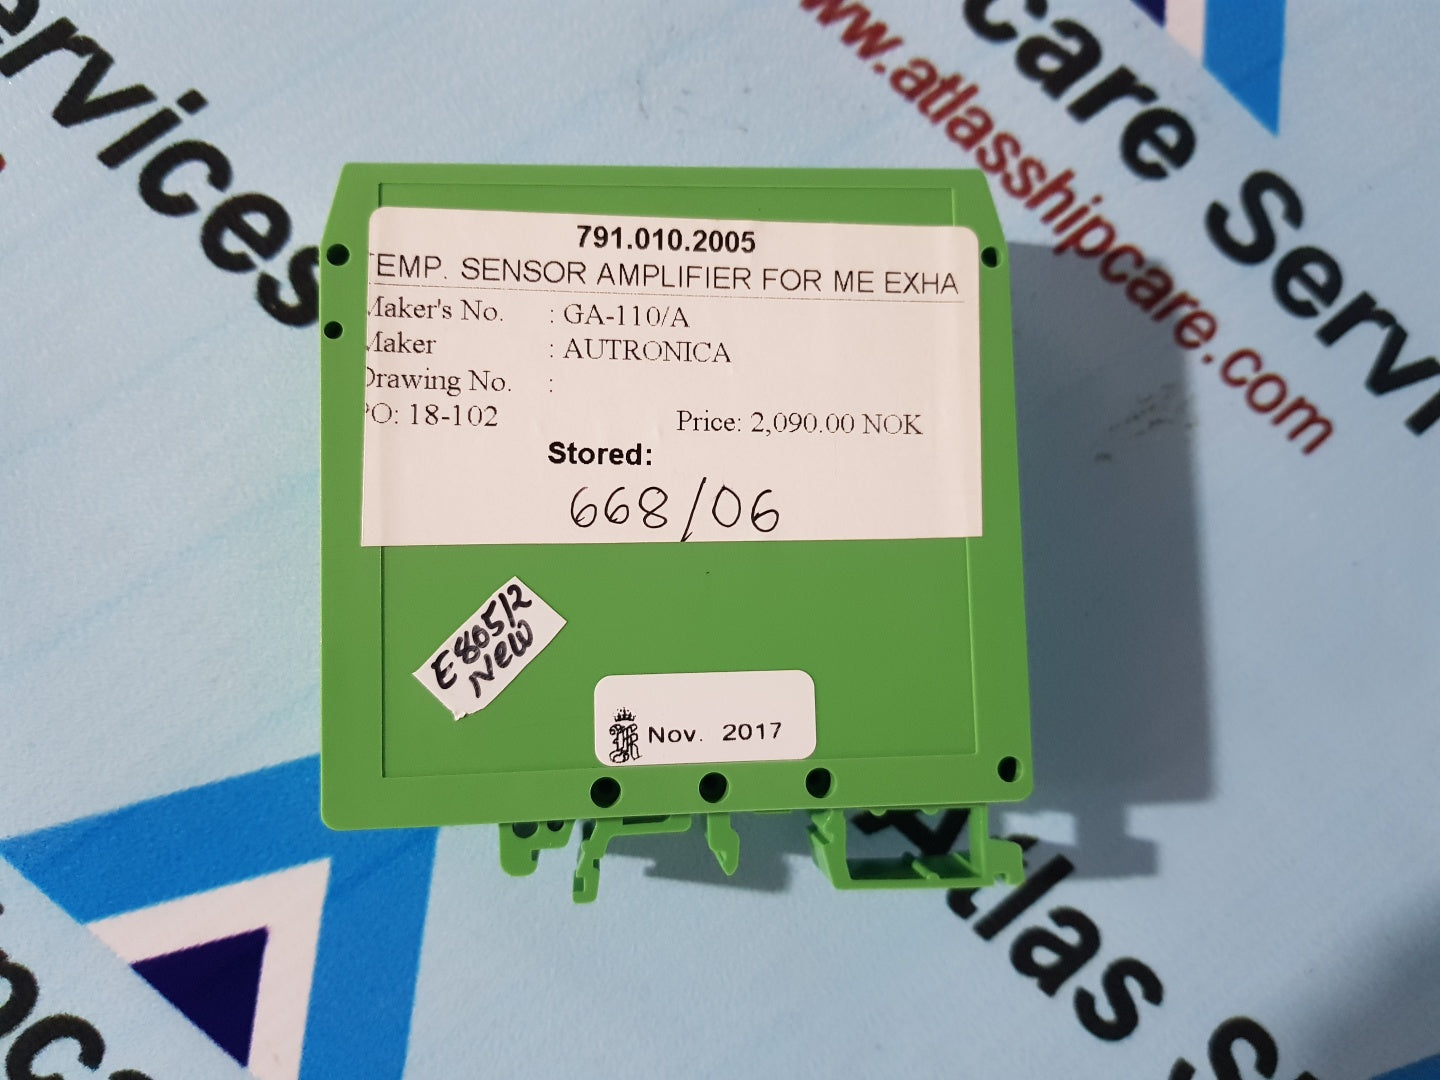 791.010.2005
TEMP. SENSOR AMPLIFIER FOR ME EXHA
Maker's No. : GA-110/A
Maker : AUTRONICA
Drawing No. :
PO: 18-102 Price: 2,090.00 NOK
Stored:
668/06
E805/2
New
Nov. 2017
ervices
care Servi
www.atlasshipcare.com
Atlas S